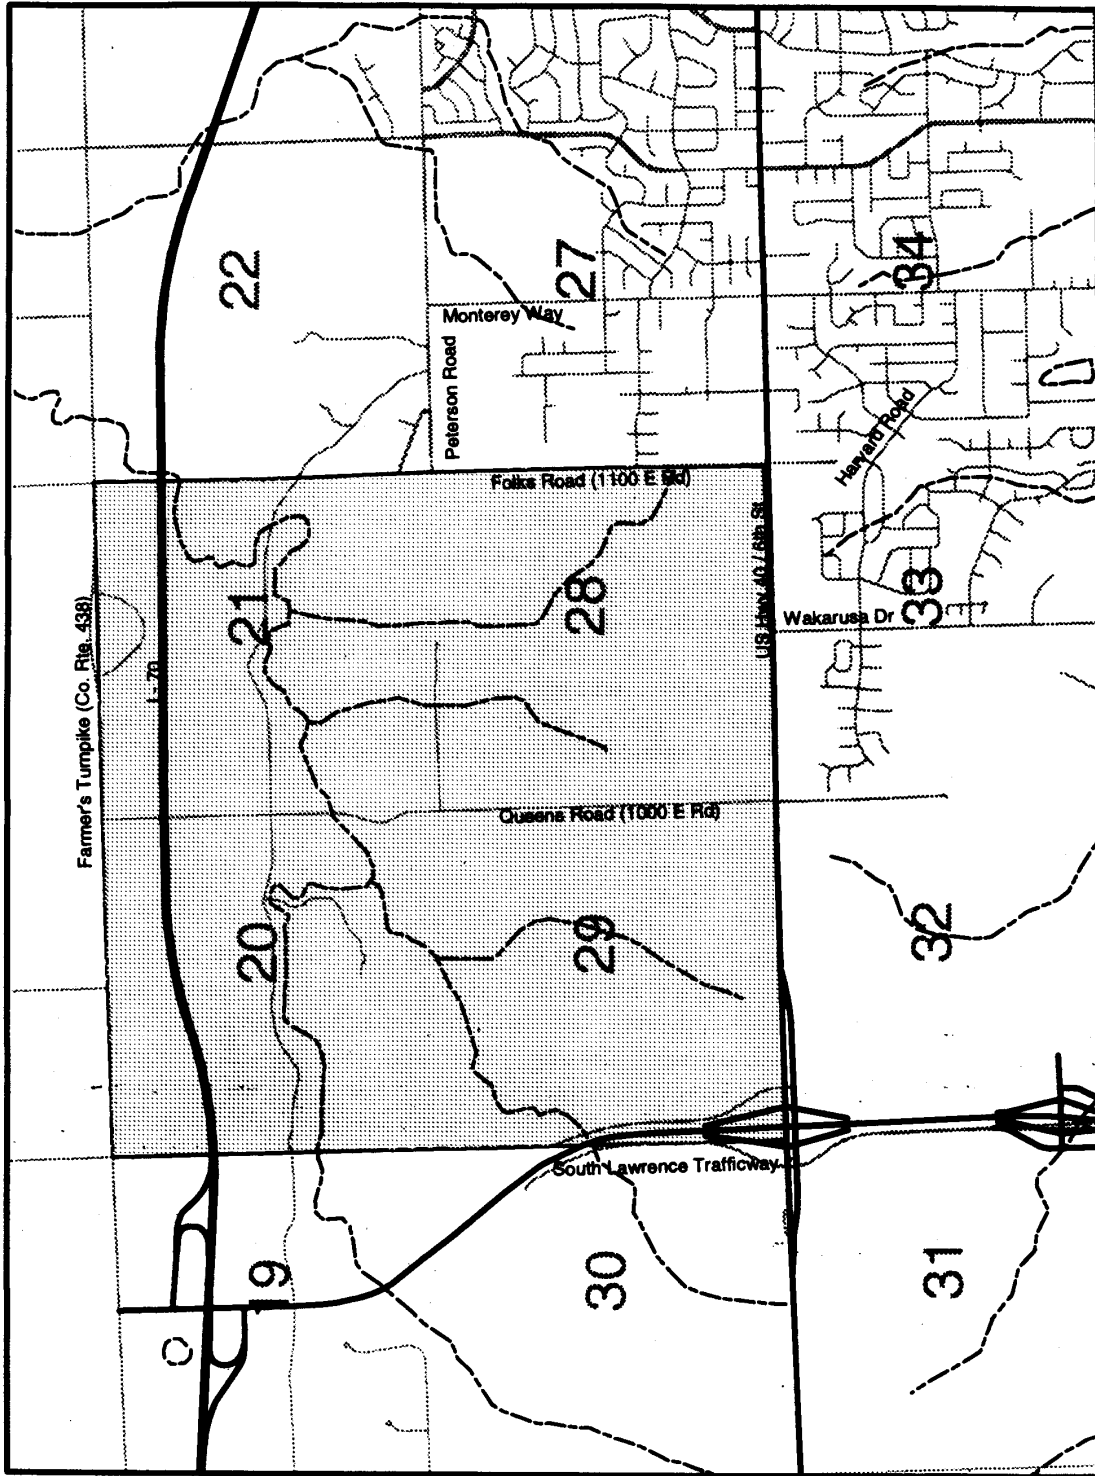 22
27
34
Monterey Way
Peterson Road
Harvard Road
Folks Road (1100 E Rd)
Farmer's Turnpike (Co. Rte. 438)
I - 70
21
28
US Hwy 40 / 6th St
Wakarusa Dr
33
Queens Road (1000 E Rd)
20
29
32
South Lawrence Trafficway
19
30
31